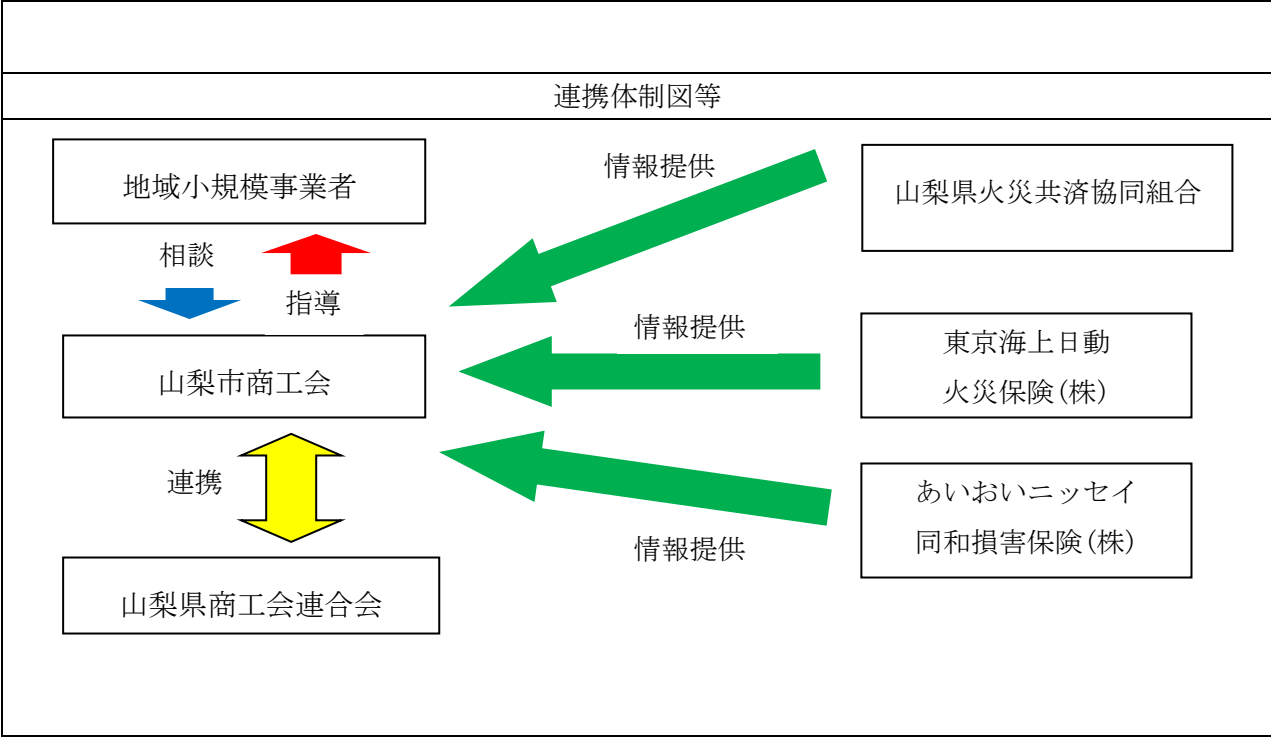 連携体制図等
地域小規模事業者
情報提供
山梨県火災共済協同組合
相談
指導
山梨市商工会
情報提供
東京海上日動
火災保険(株)
連携
あいおいニッセイ
同和損害保険(株)
情報提供
山梨県商工会連合会